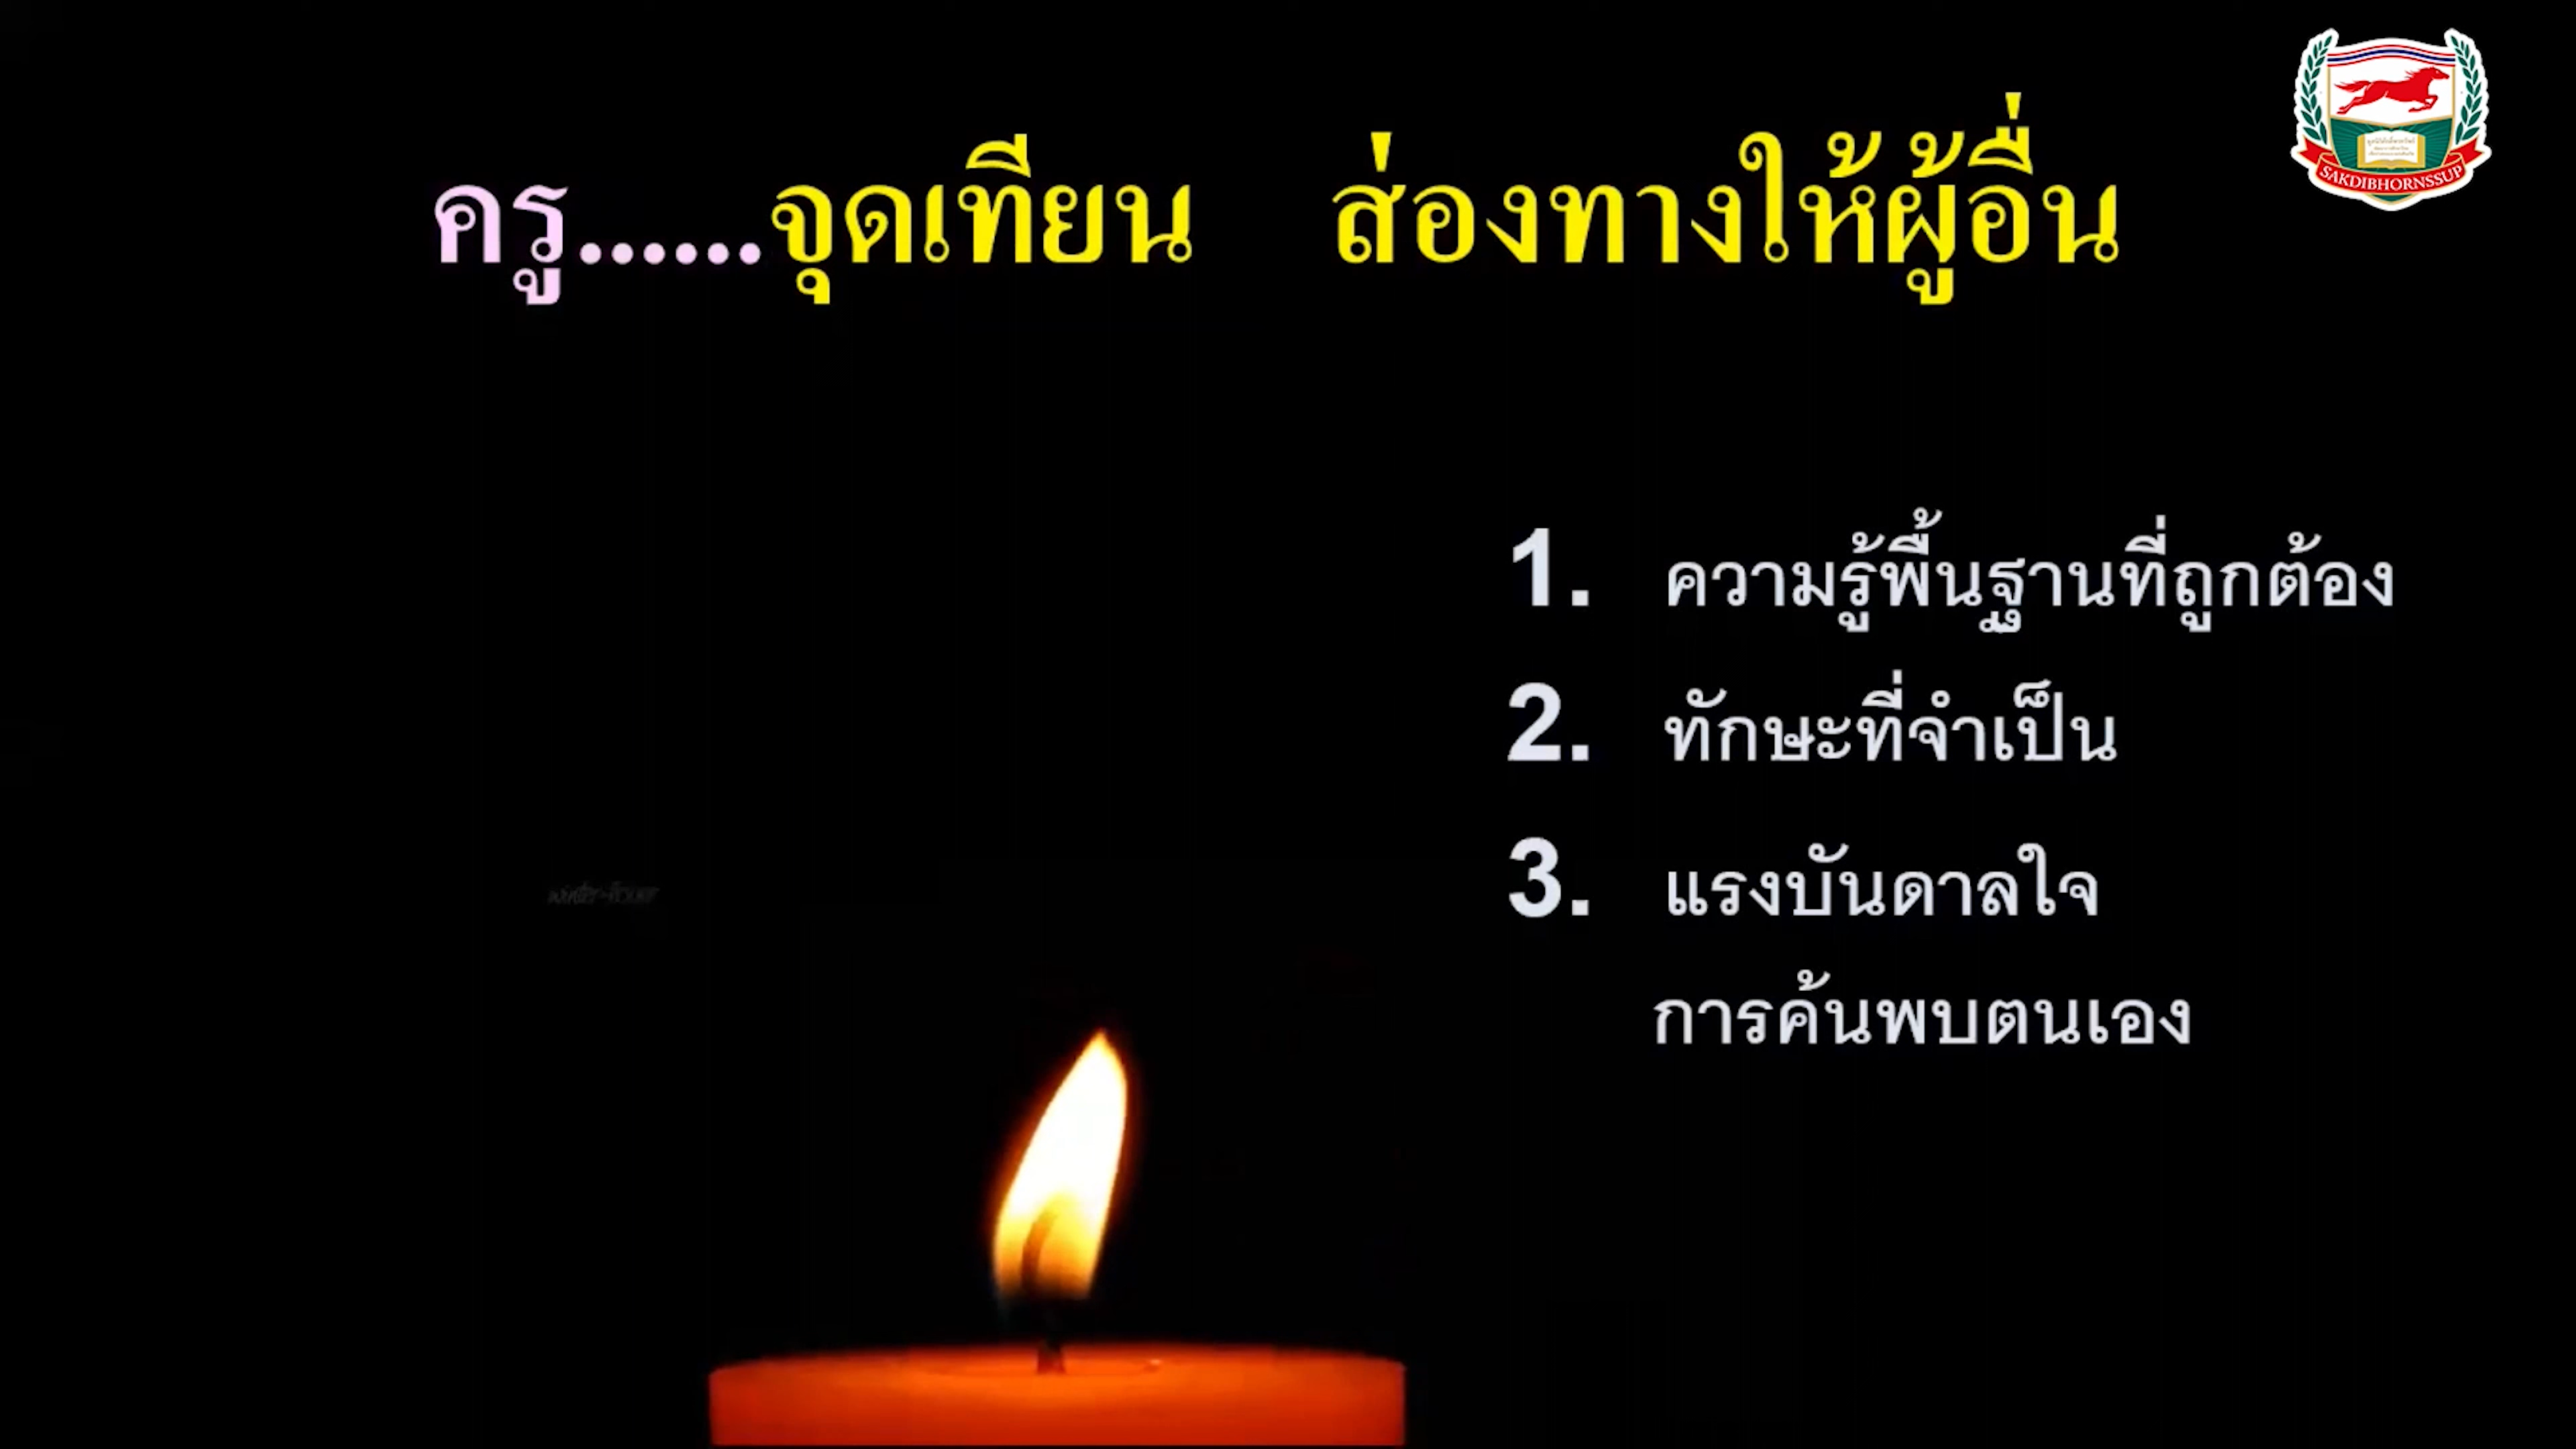 ครู......จุดเทียน ส่องทางให้ผู้อื่น
SAKDIBHORNSSUP
1. ความรู้พื้นฐานที่ถูกต้อง
2. ทักษะที่จำเป็น
3. แรงบันดาลใจ
การค้นพบตนเอง